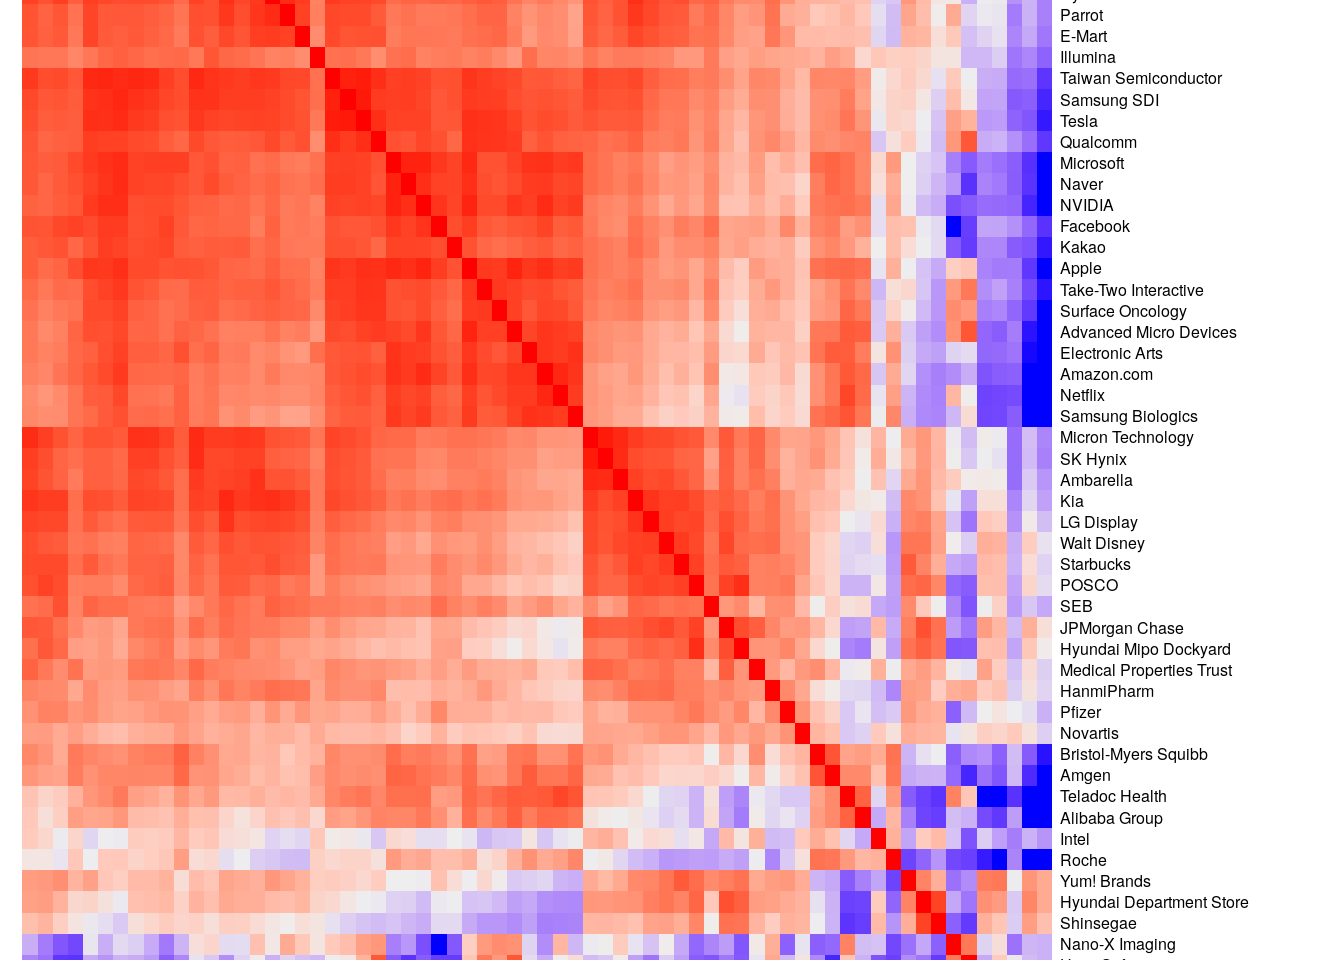 Parrot
E-Mart
Illumina
Taiwan Semiconductor
Samsung SDI
Tesla
Qualcomm
Microsoft
Naver
NVIDIA
Facebook
Kakao
Apple
Take-Two Interactive
Surface Oncology
Advanced Micro Devices
Electronic Arts
Amazon.com
Netflix
Samsung Biologics
Micron Technology
SK Hynix
Ambarella
Kia
LG Display
Walt Disney
Starbucks
POSCO
SEB
JPMorgan Chase
Hyundai Mipo Dockyard
Medical Properties Trust
HanmiPharm
Pfizer
Novartis
Bristol-Myers Squibb
Amgen
Teladoc Health
Alibaba Group
Intel
Roche
Yum! Brands
Hyundai Department Store
Shinsegae
Nano-X Imaging